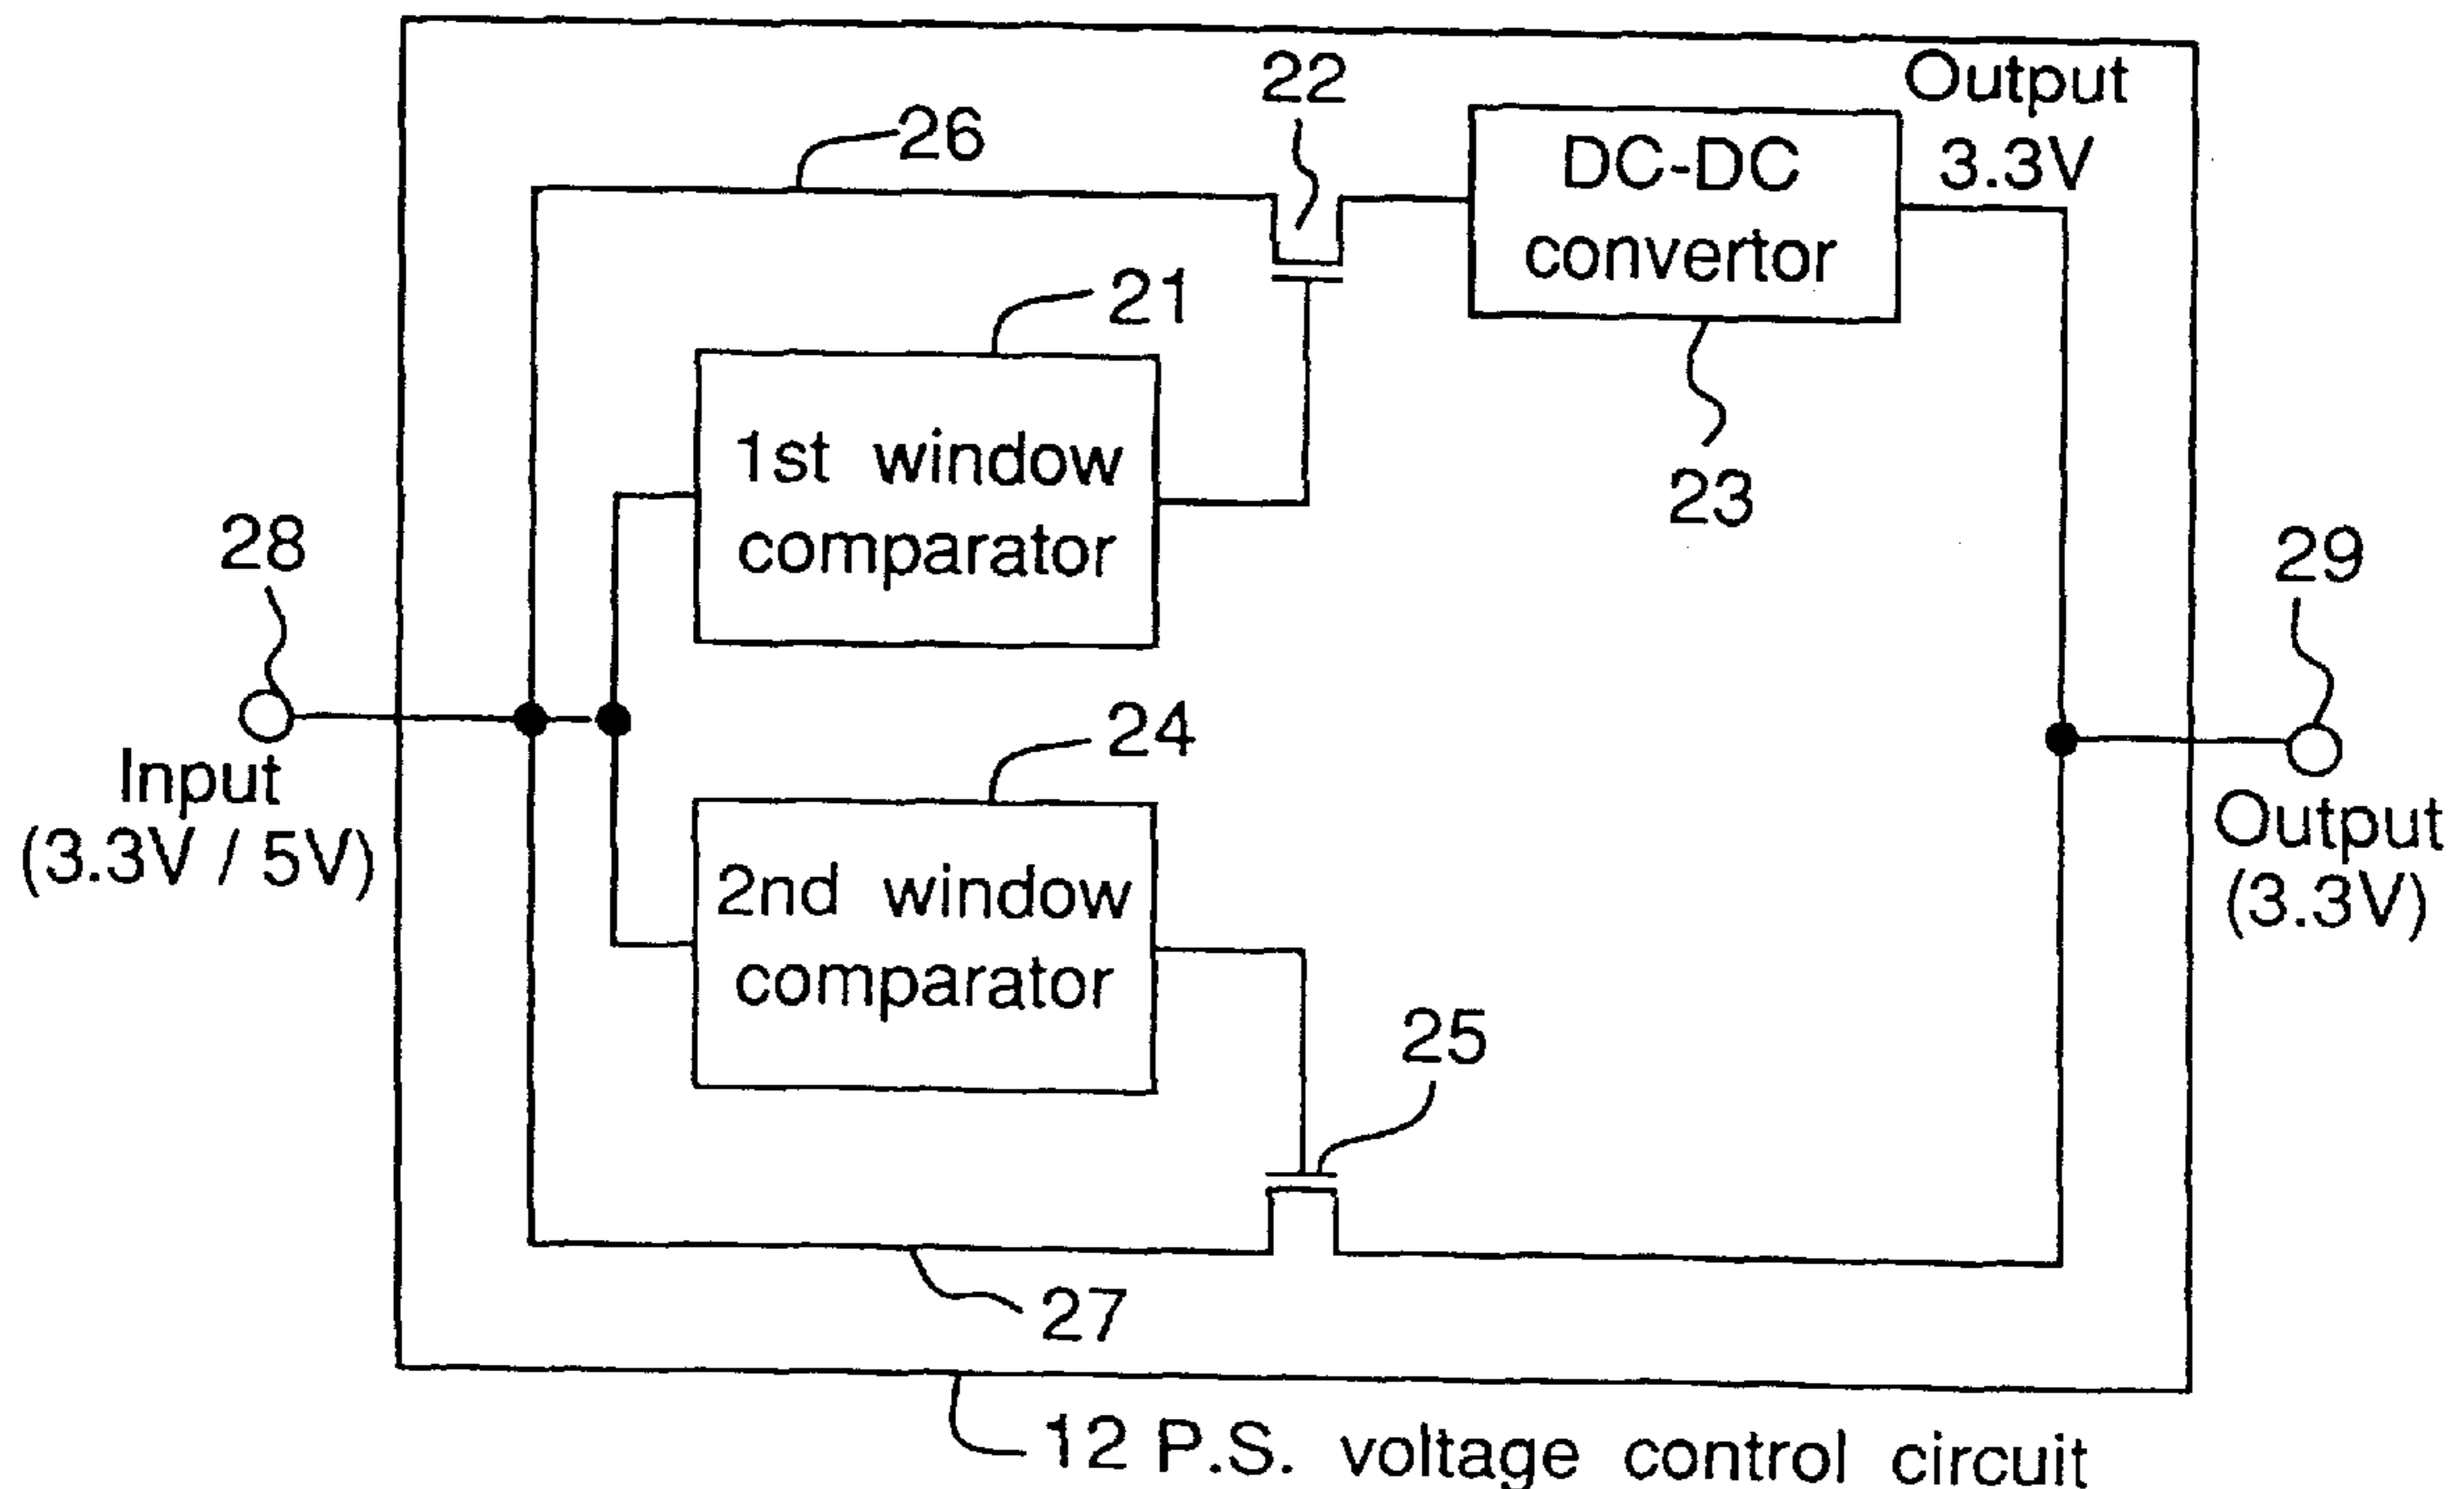 22
Output
3.3V
26
DC-DC
convertor
21
23
1st window
comparator
28
29
Input
(3.3V / 5V)
24
Output
(3.3V)
2nd window
comparator
25
27
12 P.S. voltage control circuit